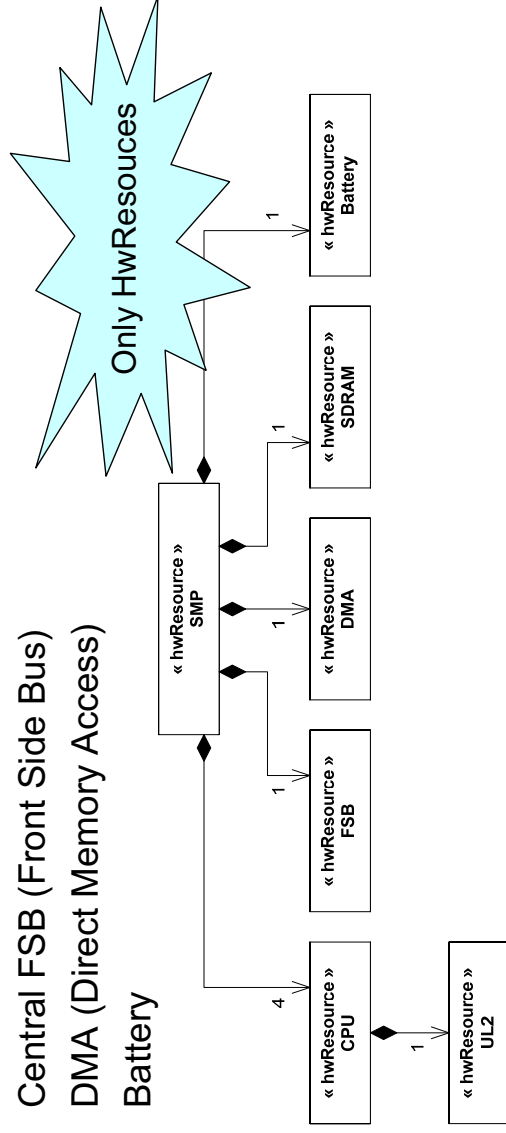 Central FSB (Front Side Bus)
DMA (Direct Memory Access)
Battery
Only HwResouces
« hwResource »
SMP
4
1
1
1
1
« hwResource »
CPU
« hwResource »
FSB
« hwResource »
DMA
« hwResource »
SDRAM
« hwResource »
Battery
1
« hwResource »
UL2